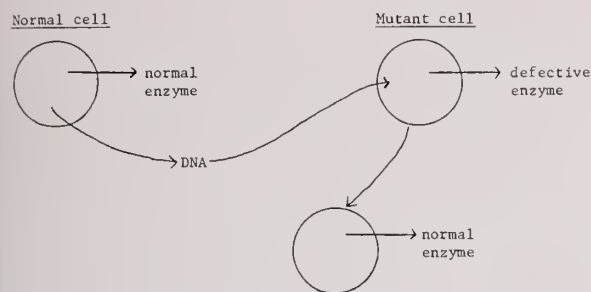 Normal cell
Mutant cell
normal
enzyme
defective
enzyme
DNA
normal
enzyme